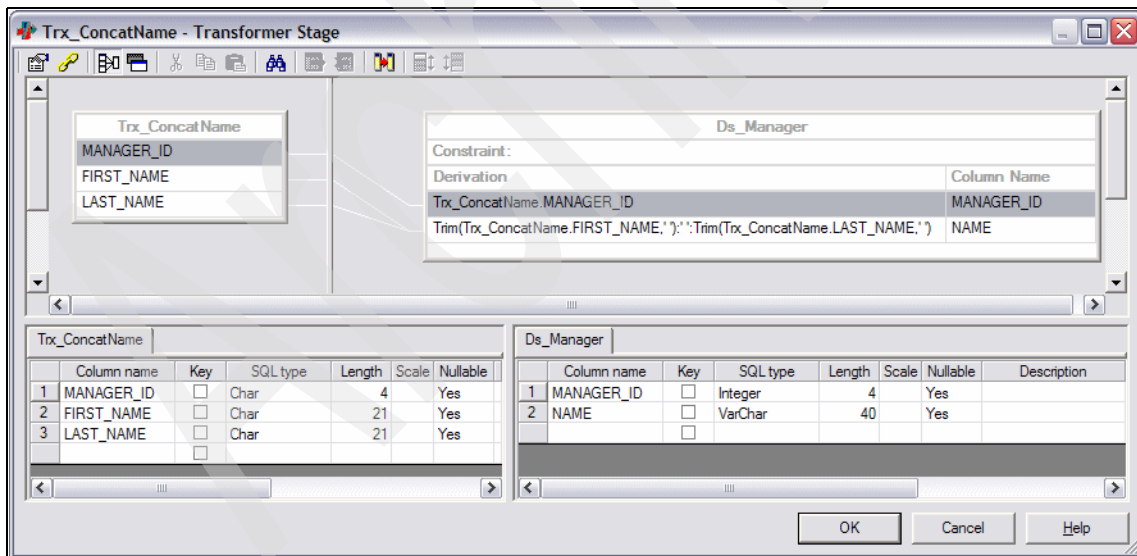 Trx_ConcatName - Transformer Stage
Trx_ConcatName
MANAGER_ID
FIRST_NAME
LAST_NAME
Ds_Manager
Constraint:
Derivation Column Name
Trx_ConcatName.MANAGER_ID MANAGER_ID
Trim(Trx_ConcatName.FIRST_NAME,' '):' ':Trim(Trx_ConcatName.LAST_NAME,' ') NAME
Trx_ConcatName
Column name Key SQL type Length Scale Nullable
1 MANAGER_ID Char 4 Yes
2 FIRST_NAME Char 21 Yes
3 LAST_NAME Char 21 Yes
Ds_Manager
Column name Key SQL type Length Scale Nullable Description
1 MANAGER_ID Integer 4 Yes
2 NAME VarChar 40 Yes
OK Cancel Help